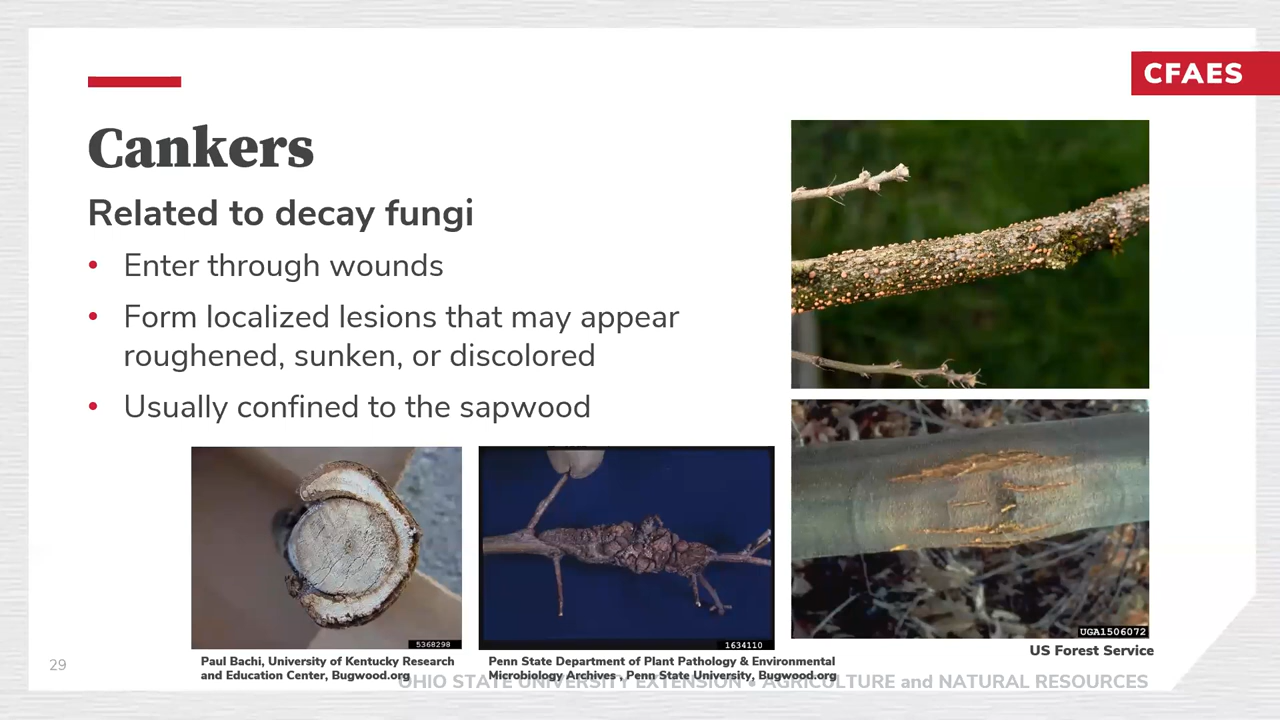 CFAES
Cankers
Related to decay fungi
• Enter through wounds
• Form localized lesions that may appear
roughened, sunken, or discolored
• Usually confined to the sapwood
5368298
1634110
UGA1506072
US Forest Service
Paul Bachi, University of Kentucky Research
and Education Center, Bugwood.org
Penn State Department of Plant Pathology & Environmental
Microbiology Archives , Penn State University, Bugwood.org
29
OHIO STATE UNIVERSITY EXTENSION • AGRICULTURE and NATURAL RESOURCES